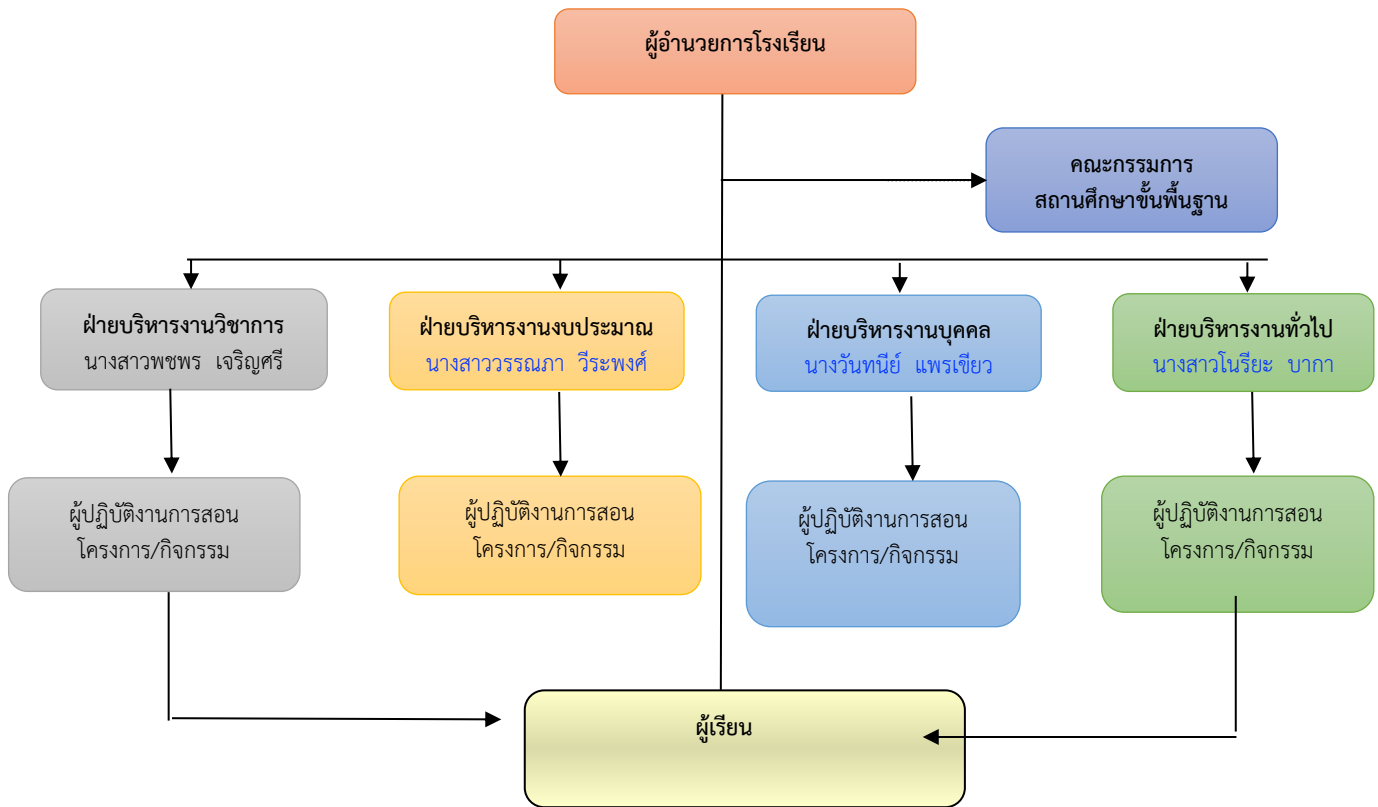 ผู้อำนวยการโรงเรียน
คณะกรรมการ
สถานศึกษาขั้นพื้นฐาน
ฝ่ายบริหารงานวิชาการ
นางสาวพชพร เจริญศรี
ฝ่ายบริหารงานงบประมาณ
นางสาววรรณภา วีระพงศ์
ฝ่ายบริหารงานบุคคล
นางวันทนีย์ แพรเขียว
ฝ่ายบริหารงานทั่วไป
นางสาวโนรียะ บากา
ผู้ปฏิบัติงานการสอน
โครงการ/กิจกรรม
ผู้ปฏิบัติงานการสอน
โครงการ/กิจกรรม
ผู้ปฏิบัติงานการสอน
โครงการ/กิจกรรม
ผู้ปฏิบัติงานการสอน
โครงการ/กิจกรรม
ผู้เรียน